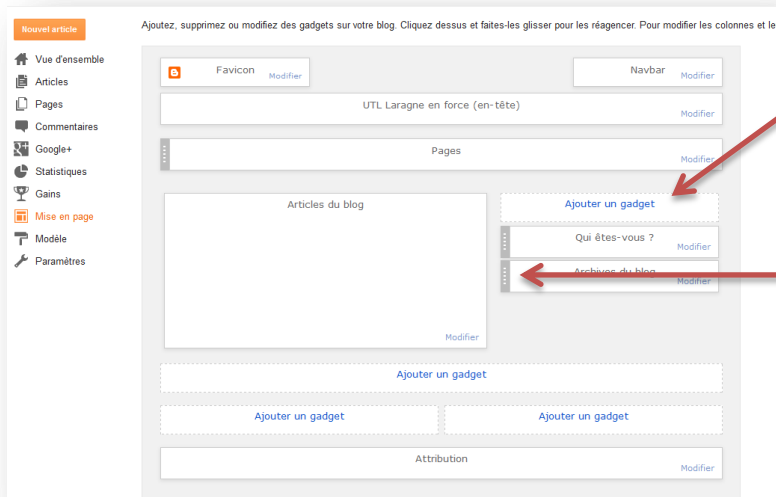 Nouvel article
Ajoutez, supprimez ou modifiez des gadgets sur votre blog. Cliquez dessus et faites-les glisser pour les réagencer. Pour modifier les colonnes et le
Vue d'ensemble
Articles
Pages
Commentaires
Google+
Statistiques
Gains
Mise en page
Modèle
Paramètres
Favicon
Modifier
Navbar
Modifier
UTL Laragne en force (en-tête)
Modifier
Pages
Modifier
Articles du blog
Modifier
Ajouter un gadget
Qui êtes-vous ?
Modifier
Archives du blog
Modifier
Ajouter un gadget
Ajouter un gadget
Ajouter un gadget
Attribution
Modifier